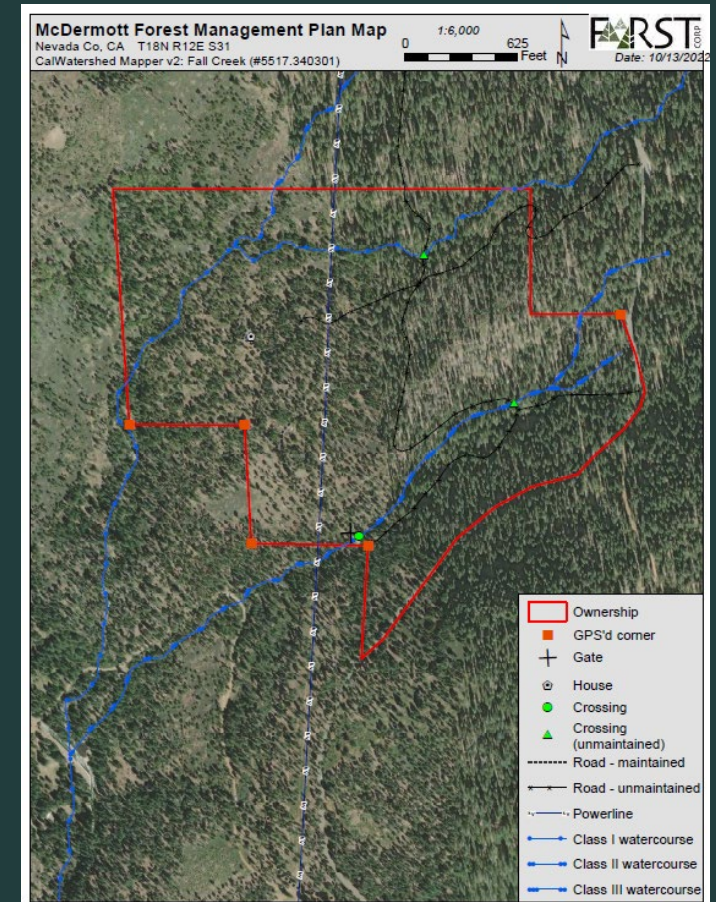 McDermott Forest Management Plan Map
Nevada Co, CA T18N R12E S31
CalWatershed Mapper v2: Fall Creek (#5517.340301)
1:6,000
0 625
Feet
N
F RST CORP
Date: 10/13/2022
Ownership
GPS'd corner
Gate
House
Crossing
Crossing
(unmaintained)
Road - maintained
Road - unmaintained
Powerline
Class I watercourse
Class II watercourse
Class III watercourse